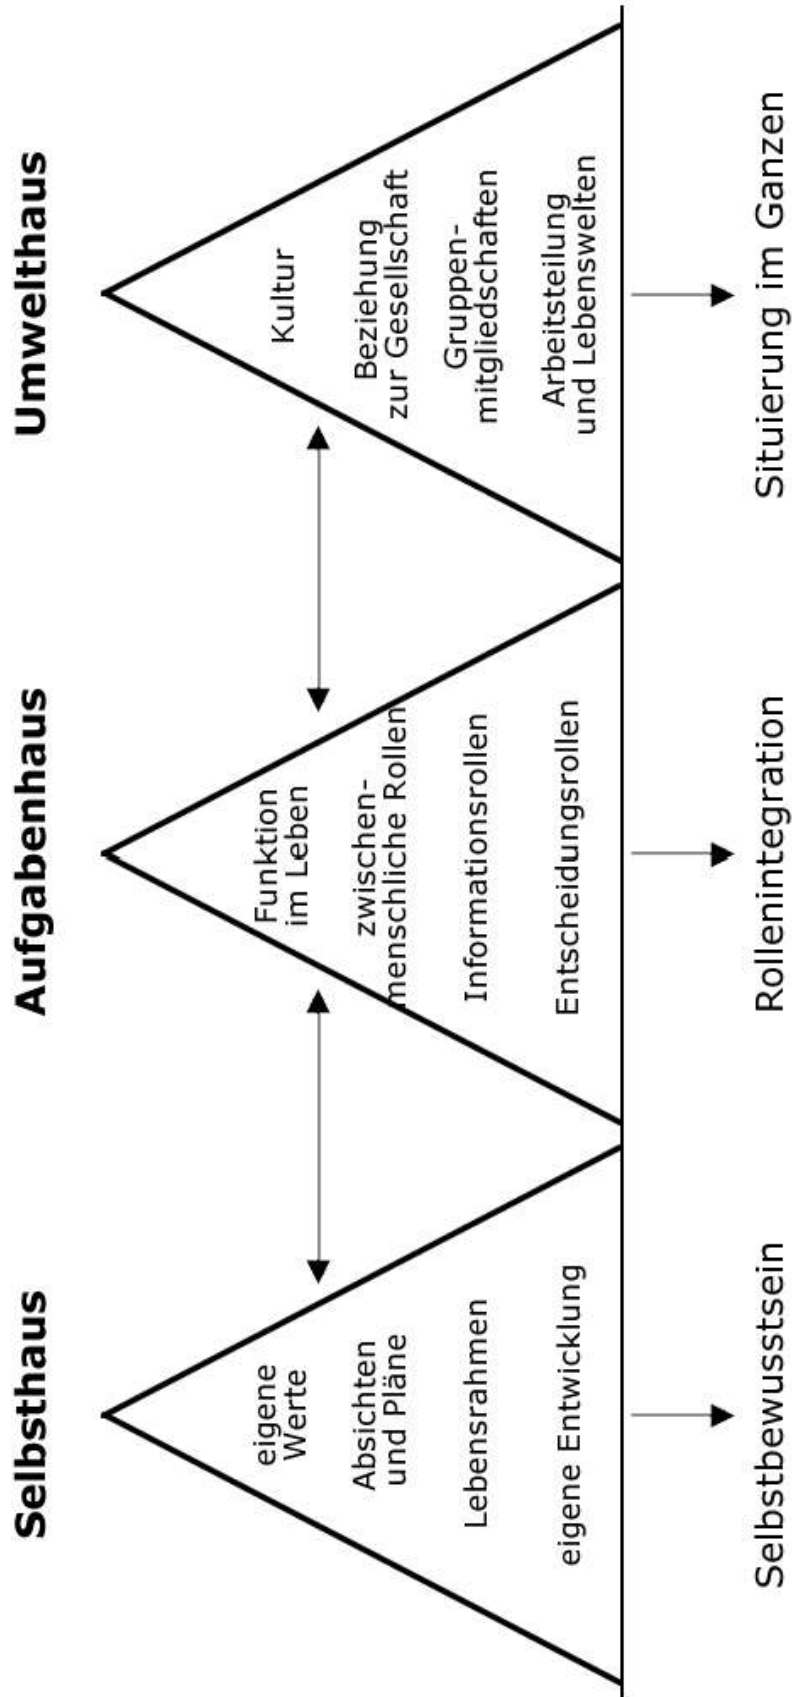 Selbsthaus
eigene
Werte
Absichten
und Pläne
Lebensrahmen
eigene Entwicklung
Selbstbewusstsein
Aufgabenhaus
Funktion
im Leben
zwischen-
menschliche Rollen
Informationsrollen
Entscheidungsrollen
Rollenintegration
Umwelthaus
Kultur
Beziehung
zur Gesellschaft
Gruppen-
mitgliedschaften
Arbeitsteilung
und Lebenswelten
Situierung im Ganzen